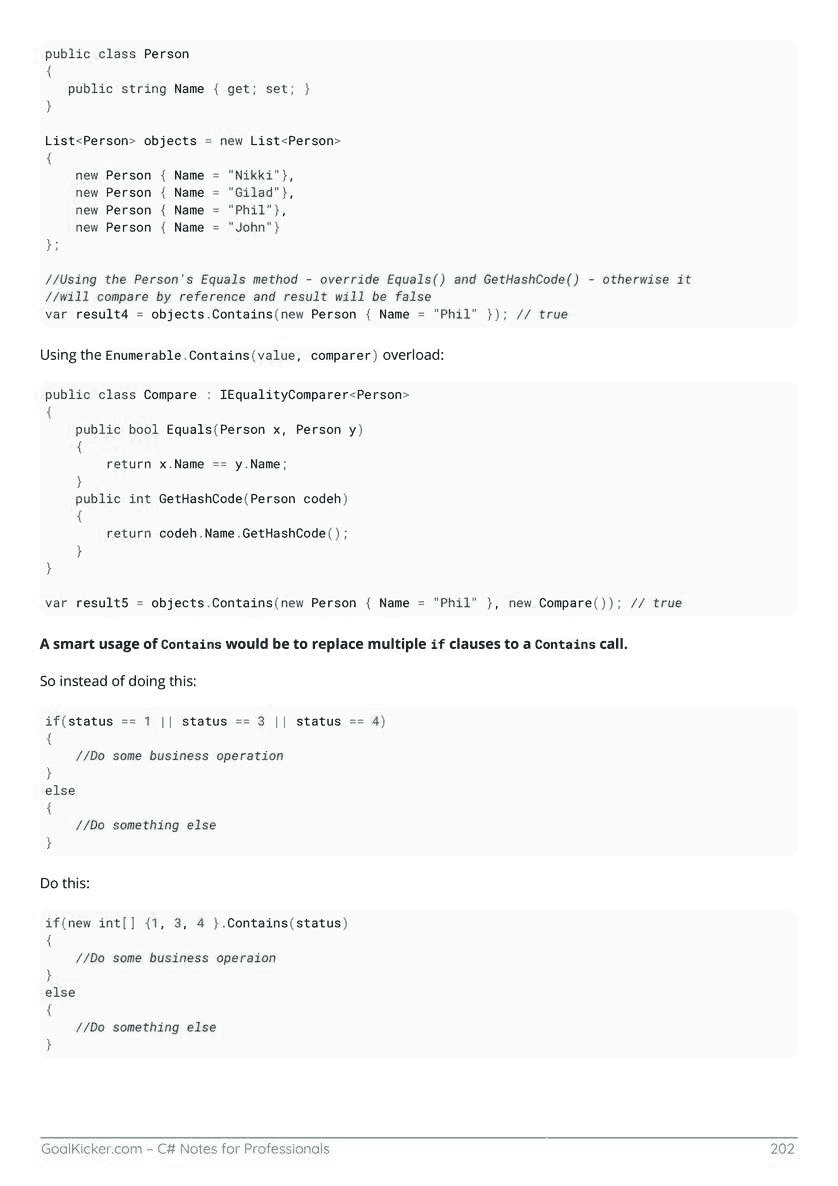 public class Person
{
   public string Name { get; set; }
}
List<Person> objects = new List<Person>
{
    new Person { Name = "Nikki"},
    new Person { Name = "Gilad"},
    new Person { Name = "Phil"},
    new Person { Name = "John"}
};
//Using the Person's Equals method - override Equals() and GetHashCode() - otherwise it
//will compare by reference and result will be false
var result4 = objects.Contains(new Person { Name = "Phil" }); // true
Using the Enumerable.Contains(value, comparer) overload:
public class Compare : IEqualityComparer<Person>
{
    public bool Equals(Person x, Person y)
    {
        return x.Name == y.Name;
    }
    public int GetHashCode(Person codeh)
    {
        return codeh.Name.GetHashCode();
    }
}
var result5 = objects.Contains(new Person { Name = "Phil" }, new Compare()); // true
A smart usage of Contains would be to replace multiple if clauses to a Contains call.
So instead of doing this:
if(status == 1 || status == 3 || status == 4)
{
    //Do some business operation
}
else
{
    //Do something else
}
Do this:
if(new int[] {1, 3, 4 }.Contains(status)
{
    //Do some business operaion
}
else
{
    //Do something else
}
GoalKicker.com – C# Notes for Professionals
202